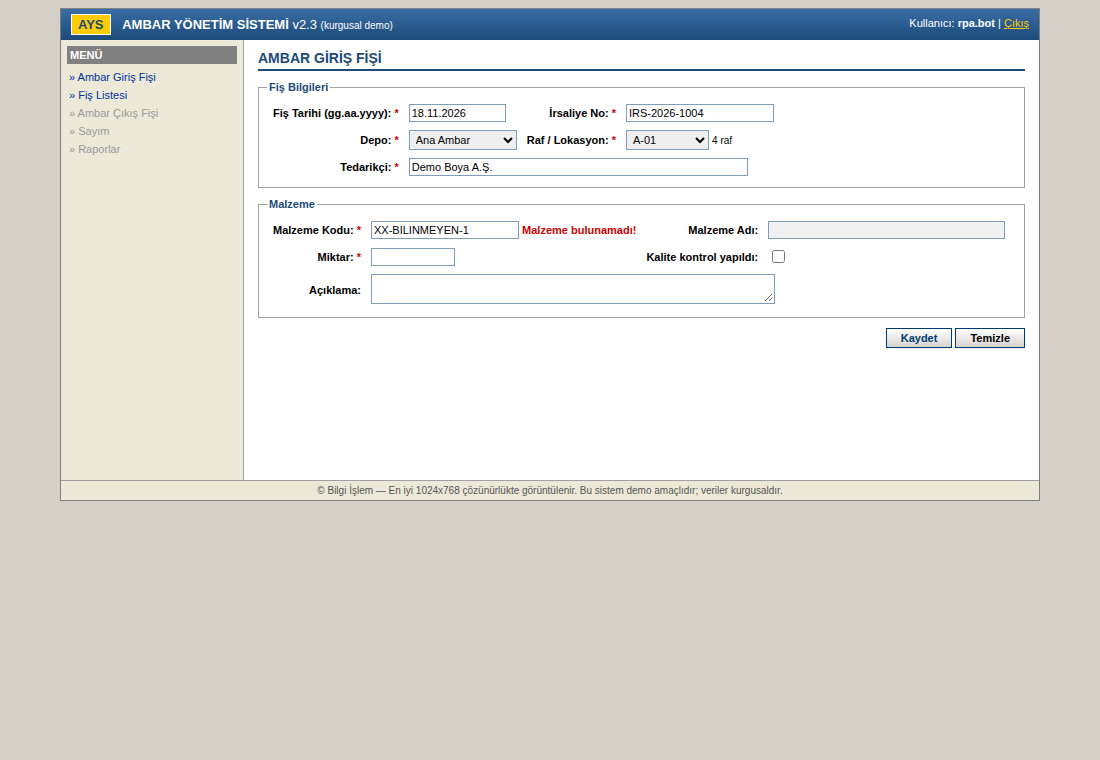 AYS AMBAR YÖNETİM SİSTEMİ v2.3 (kurgusal demo) Kullanıcı: rpa.bot | Çıkış
MENÜ
» Ambar Giriş Fişi
» Fiş Listesi
» Ambar Çıkış Fişi
» Sayım
» Raporlar
AMBAR GİRİŞ FİŞİ
Fiş Bilgileri
Fiş Tarihi (gg.aa.yyyy): * 18.11.2026 İrsaliye No: * IRS-2026-1004
Depo: * Ana Ambar Raf / Lokasyon: * A-01 4 raf
Tedarikçi: * Demo Boya A.Ş.
Malzeme
Malzeme Kodu: * XX-BILINMEYEN-1 Malzeme bulunamadı! Malzeme Adı:
Miktar: * Kalite kontrol yapıldı:
Açıklama:
Kaydet Temizle
© Bilgi İşlem — En iyi 1024x768 çözünürlükte görüntülenir. Bu sistem demo amaçlıdır; veriler kurgusaldır.